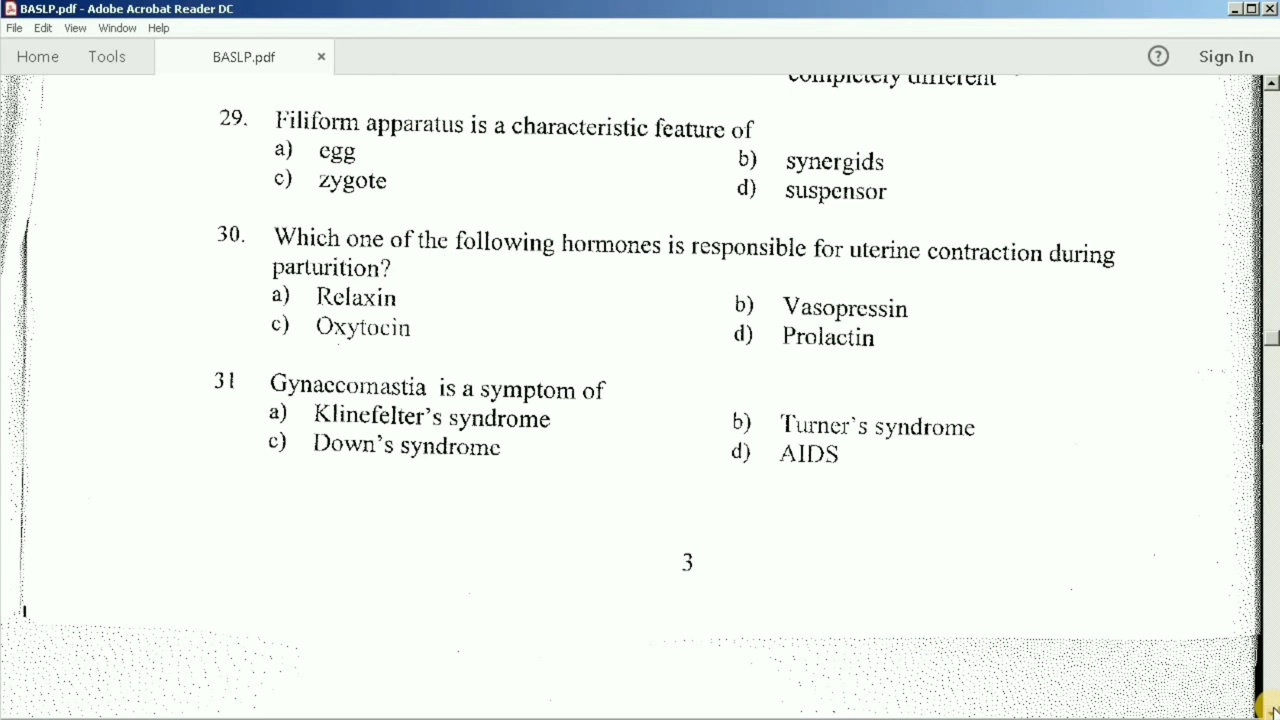 BASLP.pdf - Adobe Acrobat Reader DC
File Edit View Window Help
Home Tools BASLP.pdf × ? Sign In
completely different
29. Filiform apparatus is a characteristic feature of
a) egg b) synergids
c) zygote d) suspensor
30. Which one of the following hormones is responsible for uterine contraction during
parturition?
a) Relaxin b) Vasopressin
c) Oxytocin d) Prolactin
31 Gynaecomastia is a symptom of
a) Klinefelter's syndrome b) Turner's syndrome
c) Down's syndrome d) AIDS
3